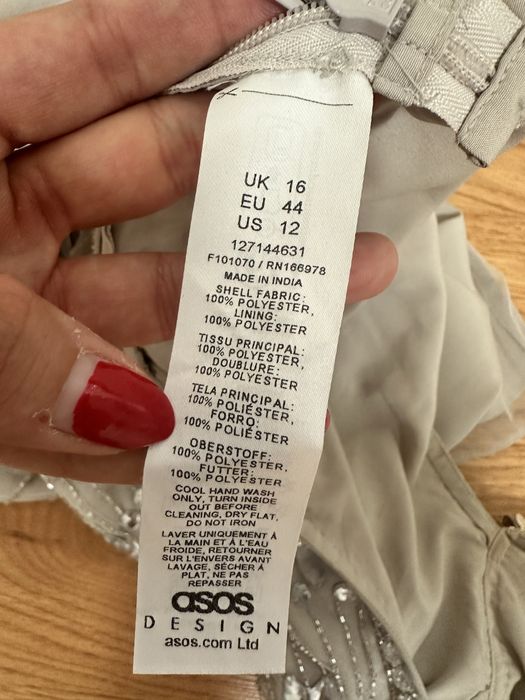 UK 16
EU 44
US 12
127144631
F101070 / RN166978
MADE IN INDIA
SHELL FABRIC:
100% POLYESTER,
LINING:
100% POLYESTER
TISSU PRINCIPAL:
100% POLYESTER,
DOUBLURE:
100% POLYESTER
TELA PRINCIPAL:
100% POLIÉSTER,
FORRO:
100% POLIÉSTER
OBERSTOFF:
100% POLYESTER,
FUTTER:
100% POLYESTER
COOL HAND WASH
ONLY, TURN INSIDE
OUT BEFORE
CLEANING, DRY FLAT,
DO NOT IRON
LAVER UNIQUEMENT À
LA MAIN ET À L'EAU
FROIDE, RETOURNER
SUR L'ENVERS AVANT
LAVAGE, SÉCHER À
PLAT, NE PAS
REPASSER
asos
DESIGN
asos.com Ltd